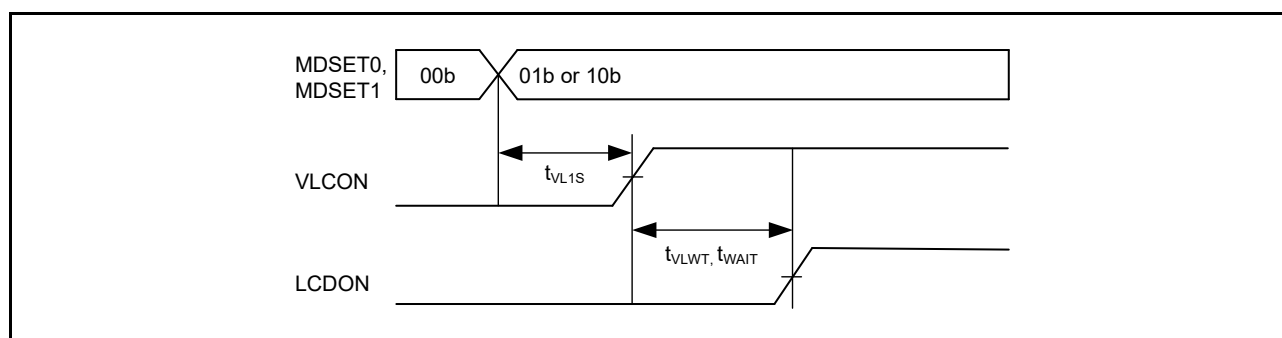 MDSET0,
MDSET1
00b
01b or 10b
tVL1S
VLCON
tVLWT, tWAIT
LCDON